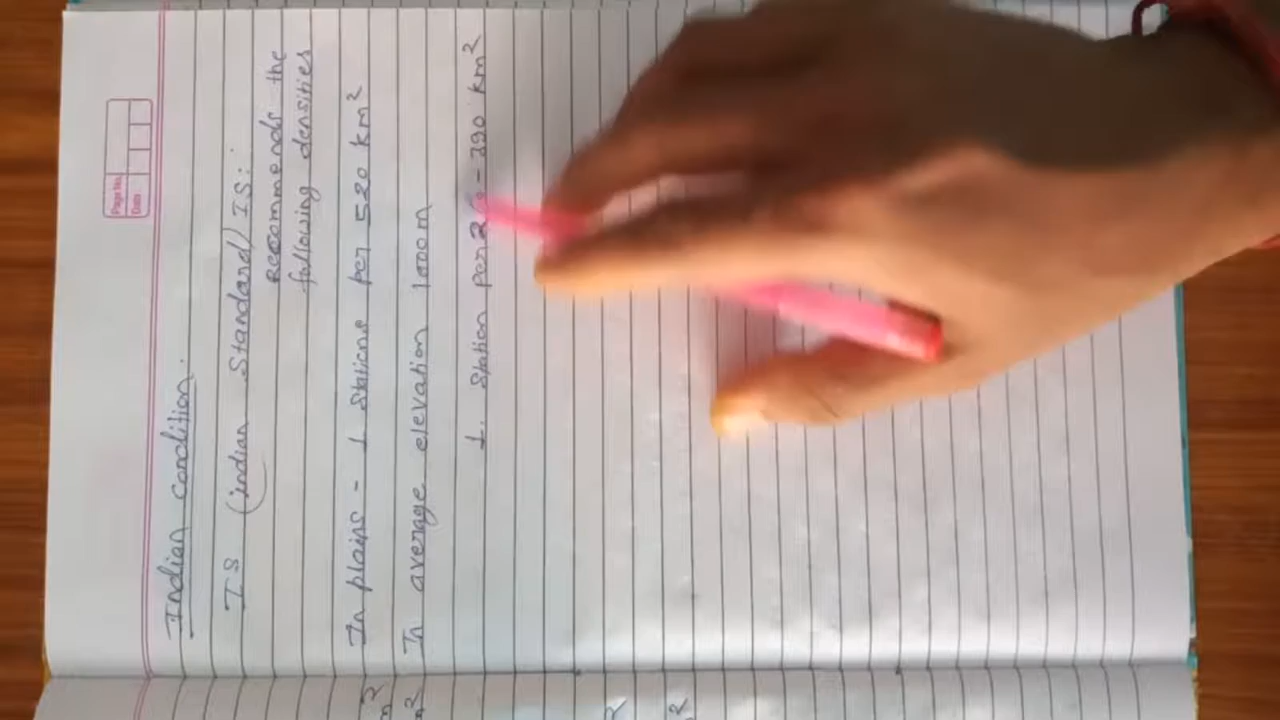 Page No.
Date
Indian condition.
IS (indian Standard) IS:
recommends the
following densities
In plains - 1 Stations per 520 km²
In average elevation 1000m
1. Station per - 390 km²